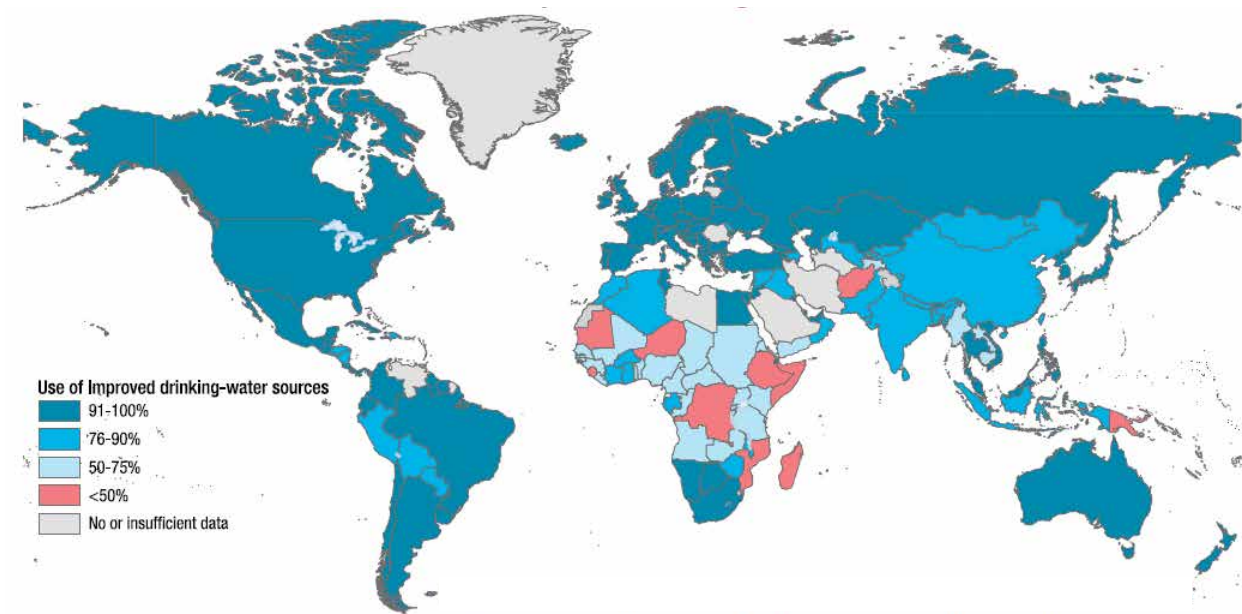 Use of Improved drinking-water sources
91-100%
76-90%
50-75%
<50%
No or insufficient data